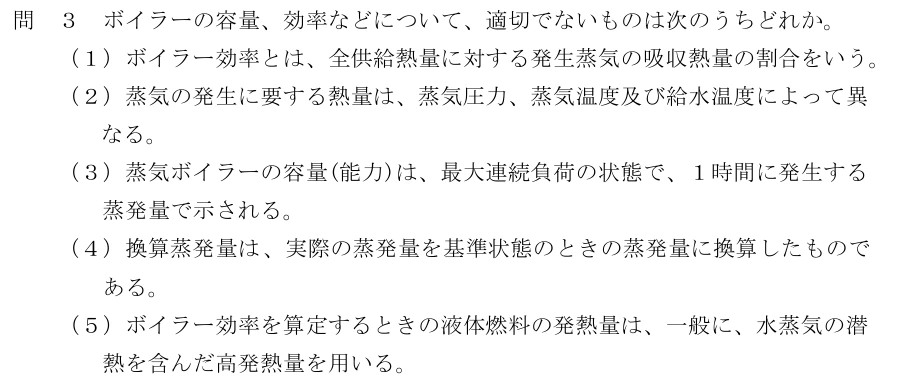 問　３　ボイラーの容量、効率などについて、適切でないものは次のうちどれか。
（１）ボイラー効率とは、全供給熱量に対する発生蒸気の吸収熱量の割合をいう。
（２）蒸気の発生に要する熱量は、蒸気圧力、蒸気温度及び給水温度によって異
なる。
（３）蒸気ボイラーの容量(能力)は、最大連続負荷の状態で、１時間に発生する
蒸発量で示される。
（４）換算蒸発量は、実際の蒸発量を基準状態のときの蒸発量に換算したもので
ある。
（５）ボイラー効率を算定するときの液体燃料の発熱量は、一般に、水蒸気の潜
熱を含んだ高発熱量を用いる。